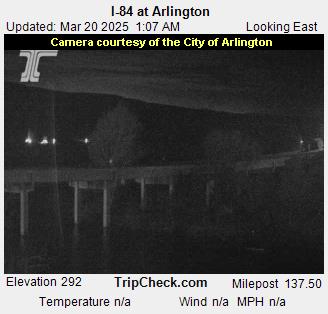 I-84 at Arlington
Updated: Mar 20 2025 1:07 AM Looking East
Camera courtesy of the City of Arlington
Elevation 292 TripCheck.com Milepost 137.50
Temperature n/a Wind n/a MPH n/a